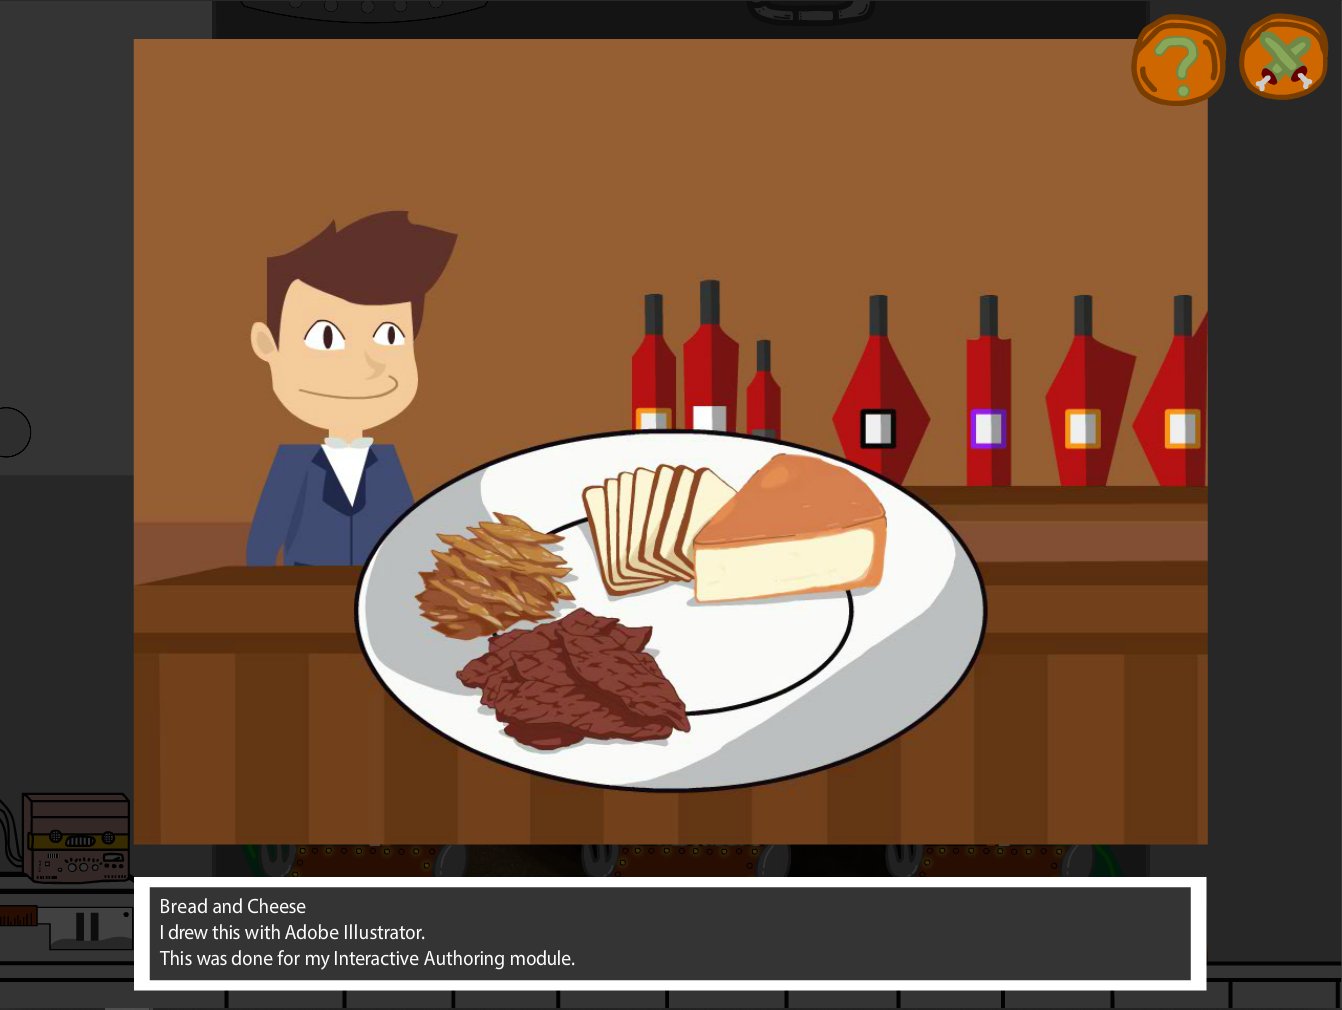 ?
Bread and Cheese
I drew this with Adobe Illustrator.
This was done for my Interactive Authoring module.